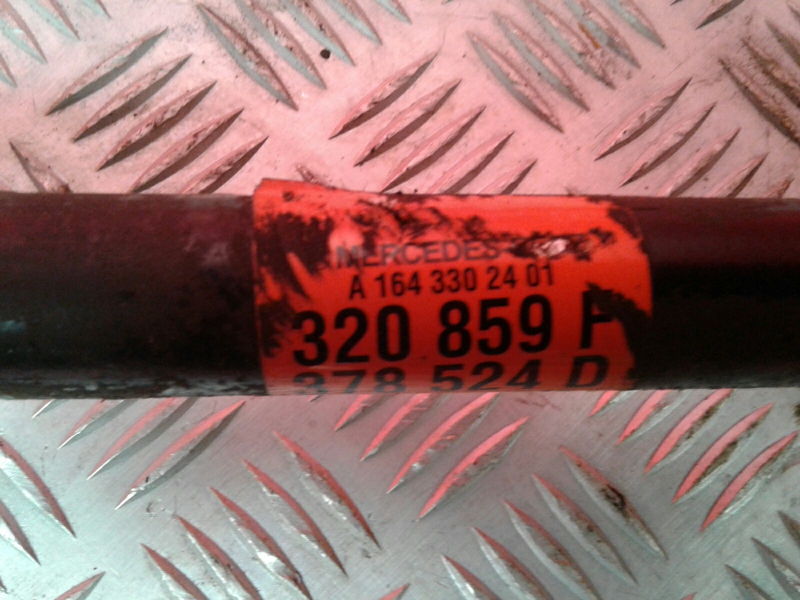 MERCEDES
A 164 330 24 01
320 859 F
378 524 D